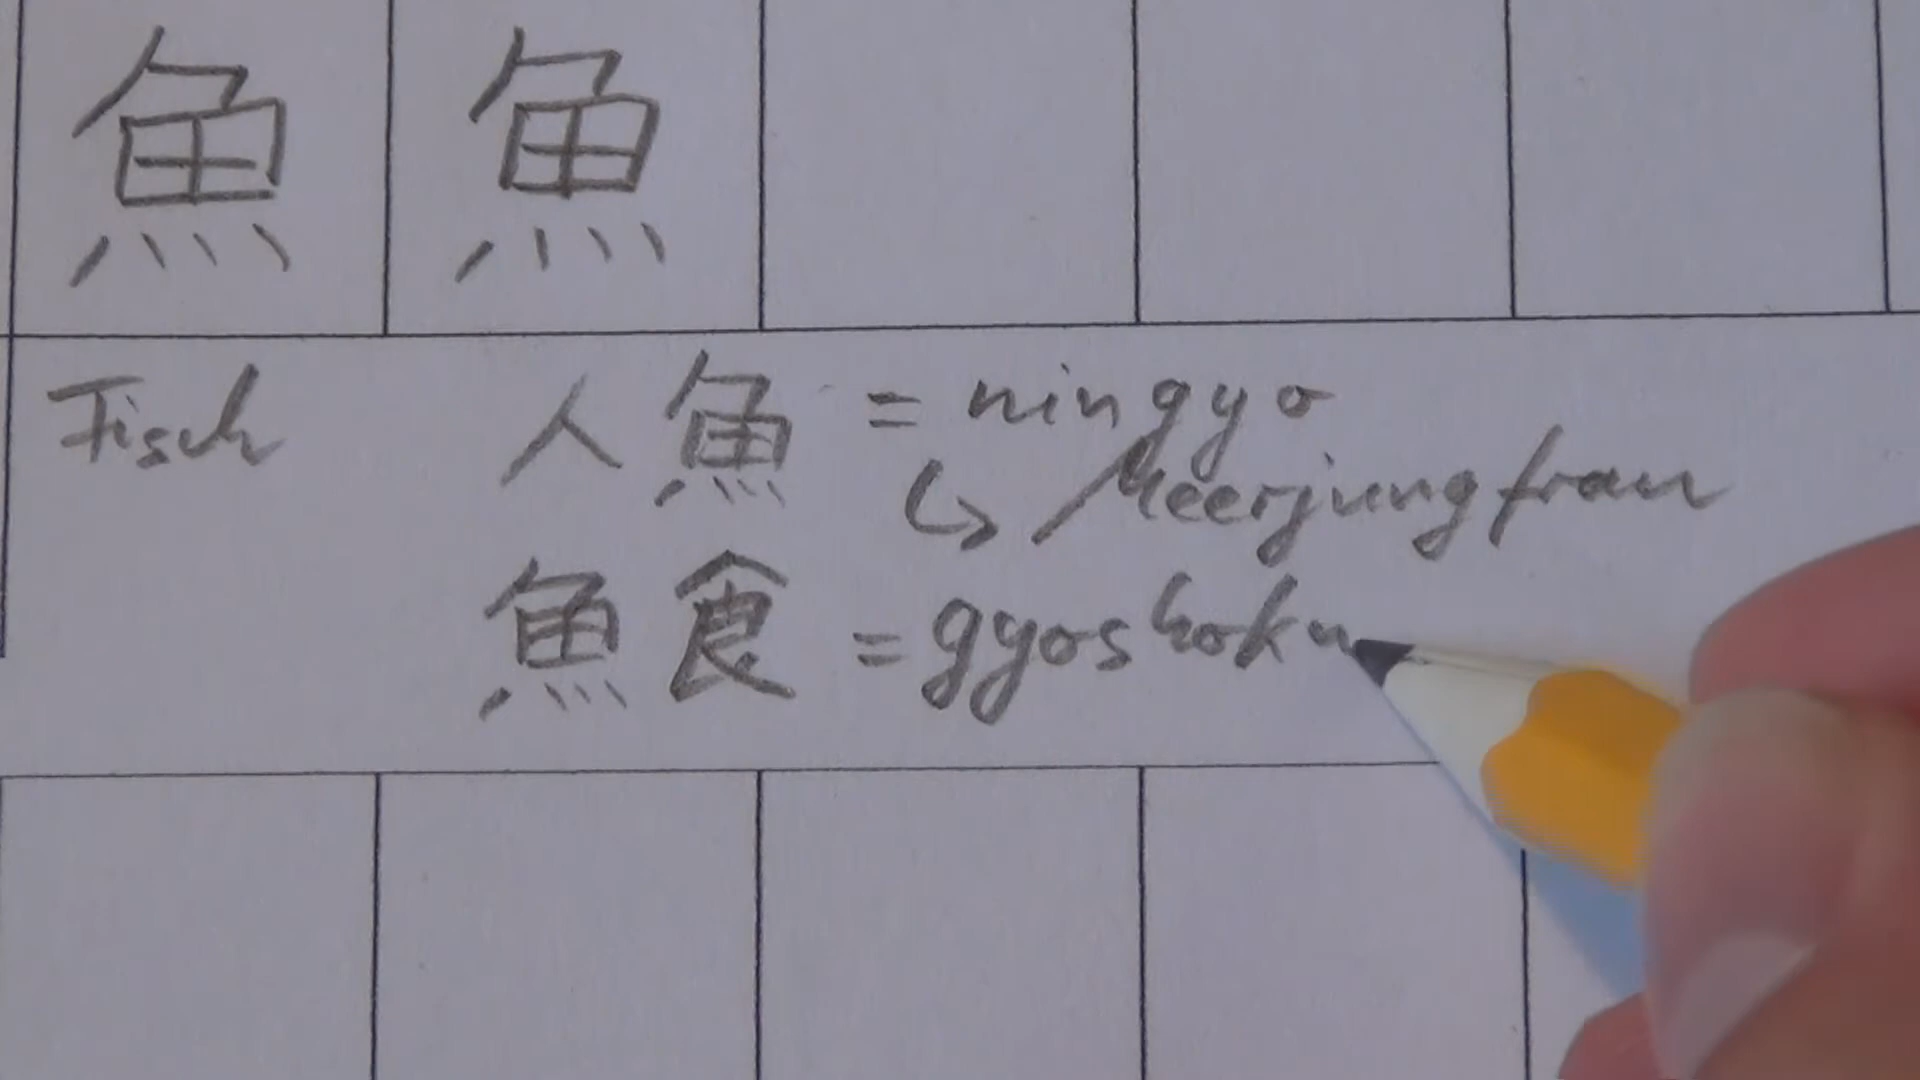 魚 魚
Fisch 人魚 = ningyo
↳ Meerjungfrau
魚食 = gyoshoku